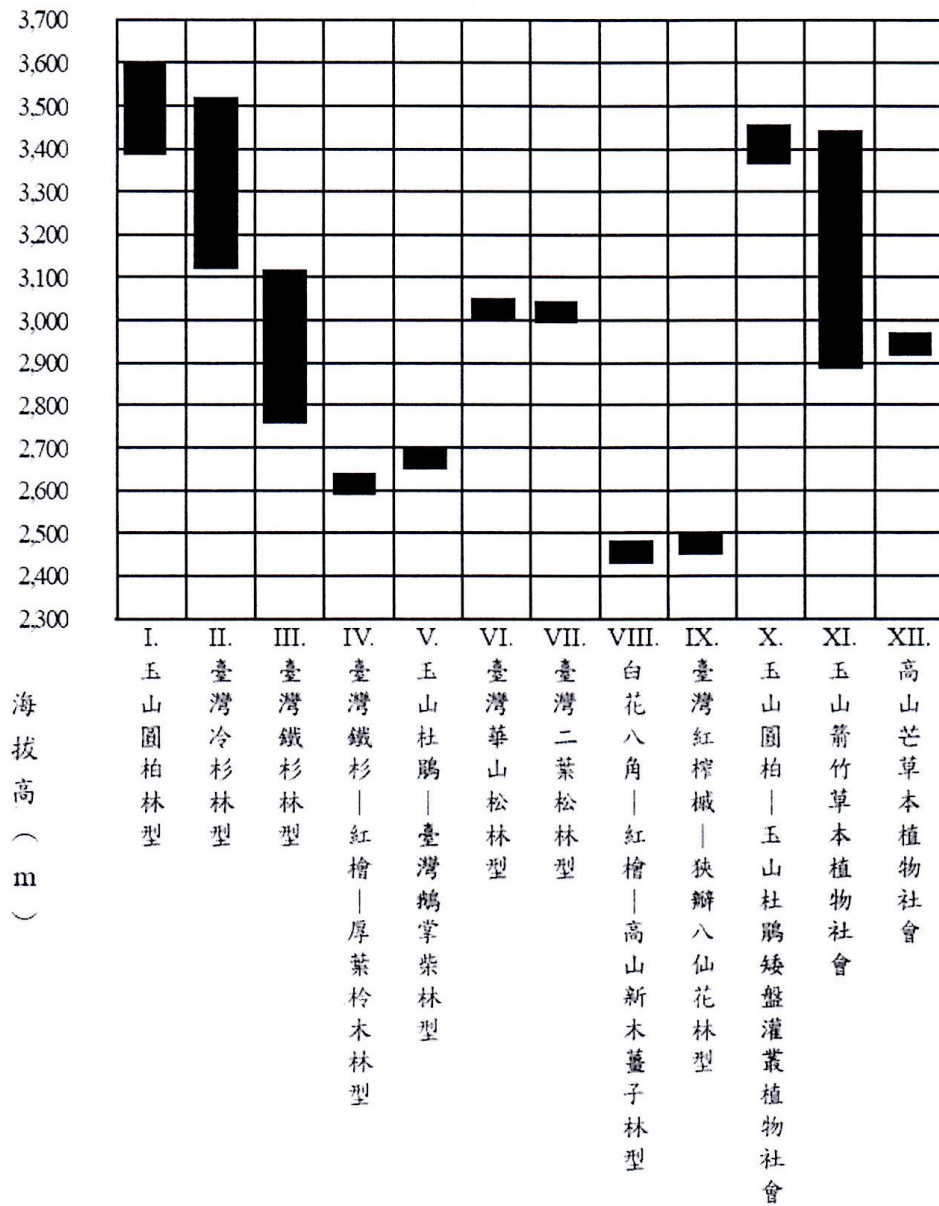 3,700
3,600
3,500
3,400
3,300
3,200
3,100
3,000
2,900
2,800
2,700
2,600
2,500
2,400
2,300
海拔高（m）
I. 玉山圓柏林型
II. 臺灣冷杉林型
III. 臺灣鐵杉林型
IV. 臺灣鐵杉—紅檜—厚葉柃木林型
V. 玉山杜鵑—臺灣鵝掌柴林型
VI. 臺灣華山松林型
VII. 臺灣二葉松林型
VIII. 白花八角—紅檜—高山新木薑子林型
IX. 臺灣紅榨槭—狹瓣八仙花林型
X. 玉山圓柏—玉山杜鵑矮盤灌叢植物社會
XI. 玉山箭竹草本植物社會
XII. 高山芒草本植物社會